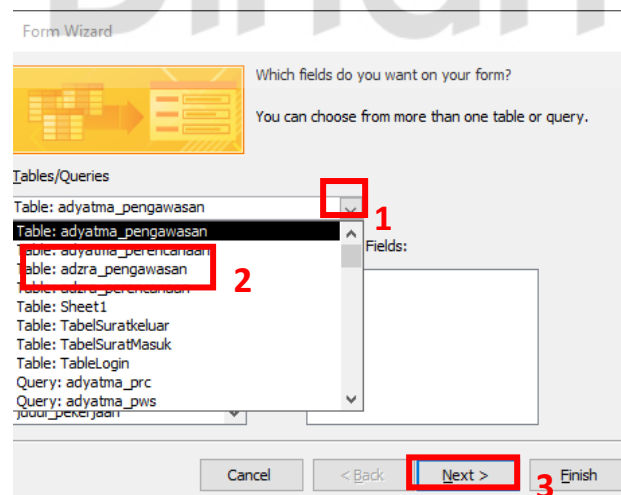 Form Wizard
Which fields do you want on your form?
You can choose from more than one table or query.
Tables/Queries
Table: adyatma_pengawasan
1
Table: adyatma_pengawasan
Table: adyatma_perencanaan
Fields:
Table: adzra_pengawasan
2
Table: adzra_perencanaan
Table: Sheet1
Table: TabelSuratkeluar
Table: TabelSuratMasuk
Table: TableLogin
Query: adyatma_prc
Query: adyatma_pws
judul_pekerjaan
Cancel
< Back
Next >
3
Finish